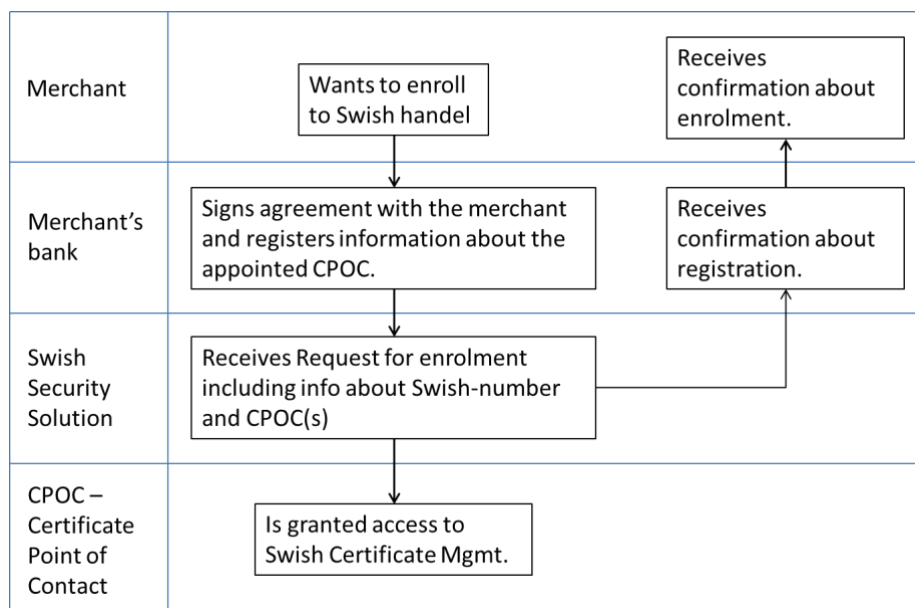 Merchant
Wants to enroll
to Swish handel
Receives
confirmation about
enrolment.
Merchant's
bank
Signs agreement with the merchant
and registers information about the
appointed CPOC.
Receives
confirmation about
registration.
Swish
Security
Solution
Receives Request for enrolment
including info about Swish-number
and CPOC(s)
CPOC –
Certificate
Point of
Contact
Is granted access to
Swish Certificate Mgmt.